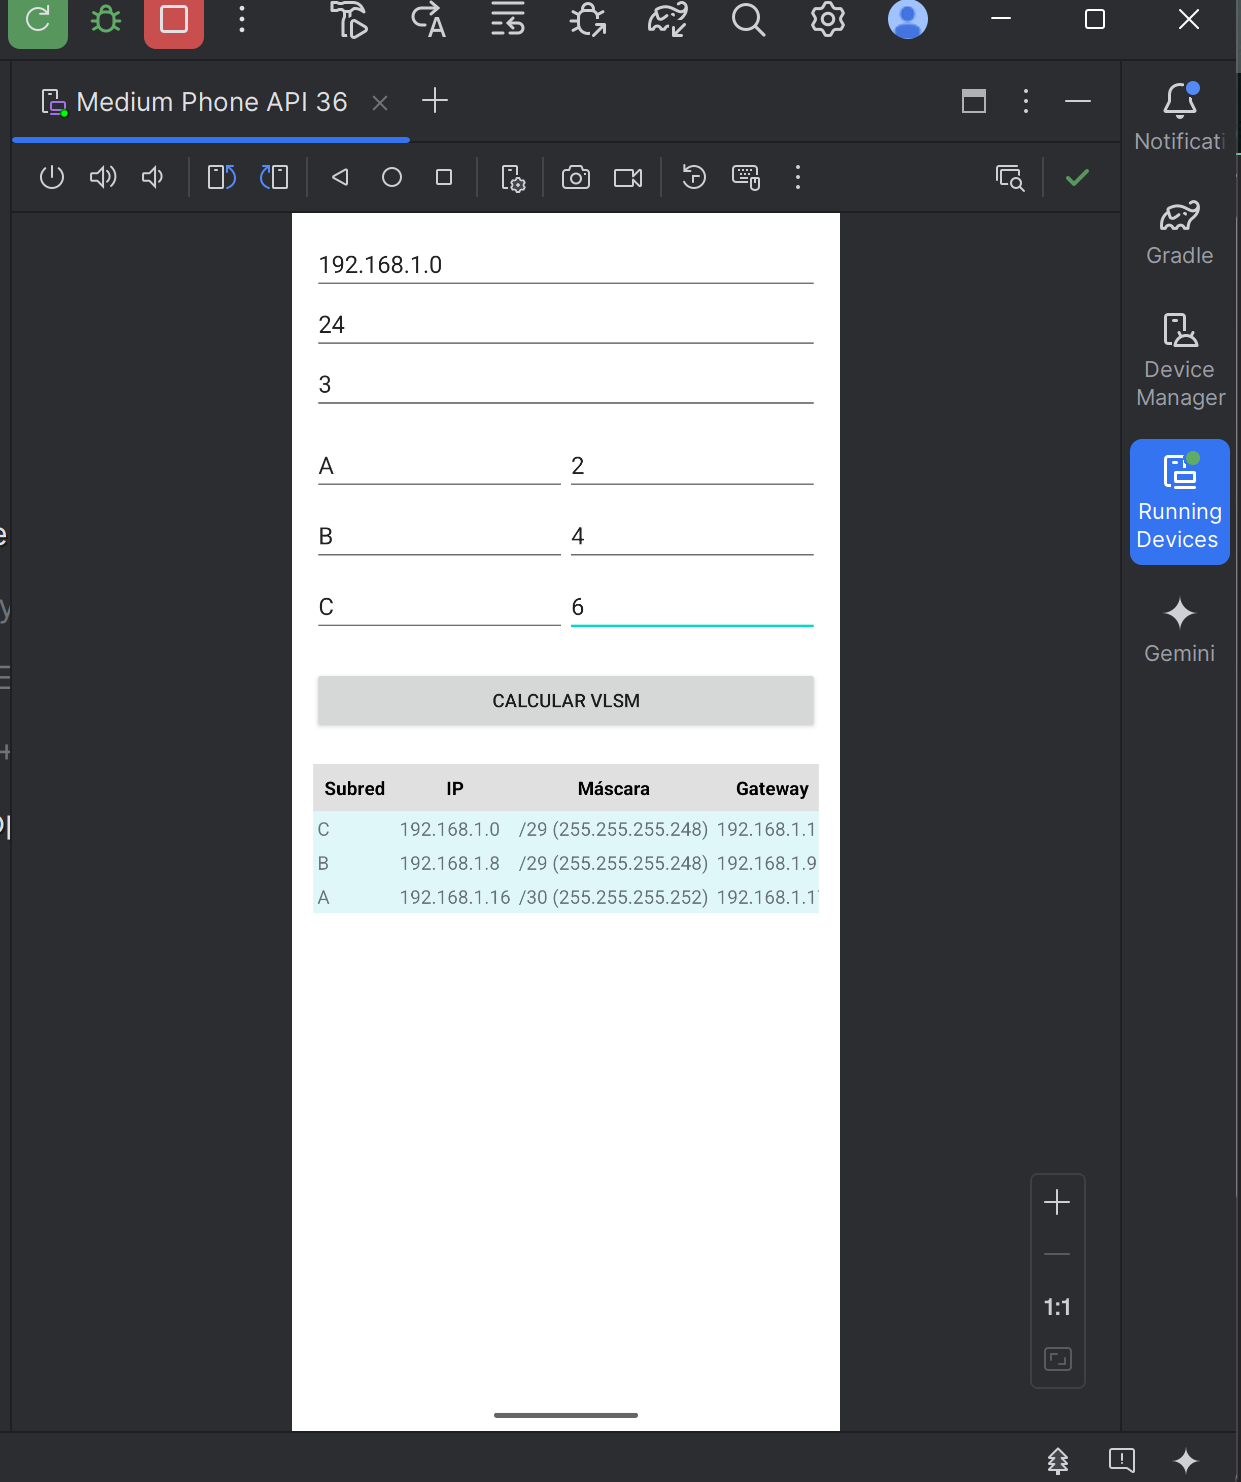 Medium Phone API 36
Notificati
Gradle
Device
Manager
Running
Devices
Gemini
192.168.1.0
24
3
A 2
B 4
C 6
CALCULAR VLSM
Subred IP Máscara Gateway
C 192.168.1.0 /29 (255.255.255.248) 192.168.1.1
B 192.168.1.8 /29 (255.255.255.248) 192.168.1.9
A 192.168.1.16 /30 (255.255.255.252) 192.168.1.1
1:1